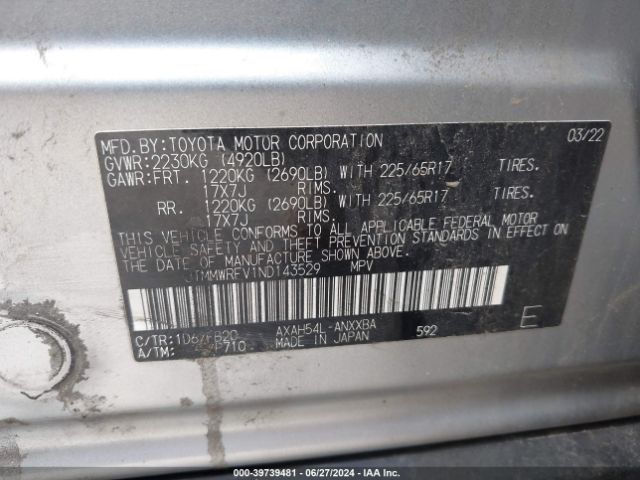 MFD.BY:TOYOTA MOTOR CORPORATION 03/22
GVWR:2230KG (4920LB)
GAWR:FRT. 1220KG (2690LB) WITH 225/65R17 TIRES.
17X7J RIMS.
RR. 1220KG (2690LB) WITH 225/65R17 TIRES.
17X7J RIMS.
THIS VEHICLE CONFORMS TO ALL APPLICABLE FEDERAL MOTOR
VEHICLE SAFETY AND THEFT PREVENTION STANDARDS IN EFFECT
ON THE DATE OF MANUFACTURE SHOWN ABOVE.
JTMMWRFV1ND143529 MPV
C/TR: AXAH54L-ANXXBA 592 E
A/TM: MADE IN JAPAN
000-39739481 - 06/27/2024 - IAA Inc.